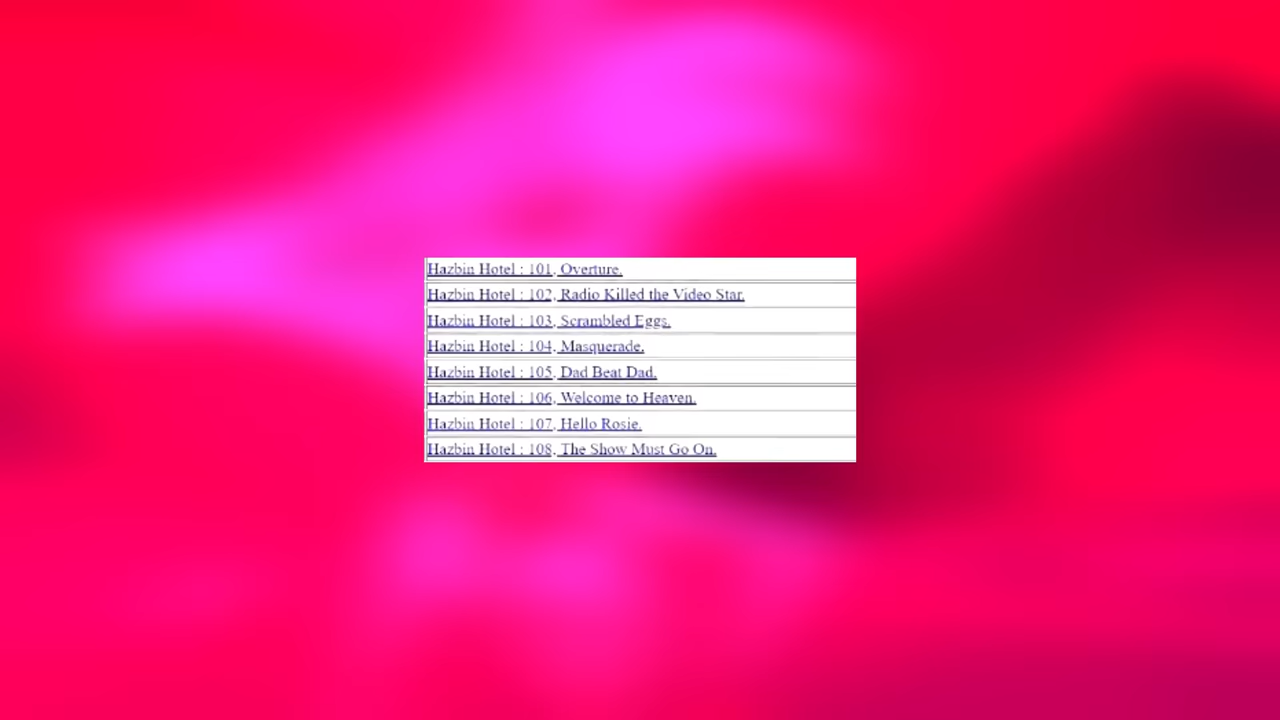 Hazbin Hotel : 101, Overture.
Hazbin Hotel : 102, Radio Killed the Video Star.
Hazbin Hotel : 103, Scrambled Eggs.
Hazbin Hotel : 104, Masquerade.
Hazbin Hotel : 105, Dad Beat Dad.
Hazbin Hotel : 106, Welcome to Heaven.
Hazbin Hotel : 107, Hello Rosie.
Hazbin Hotel : 108, The Show Must Go On.